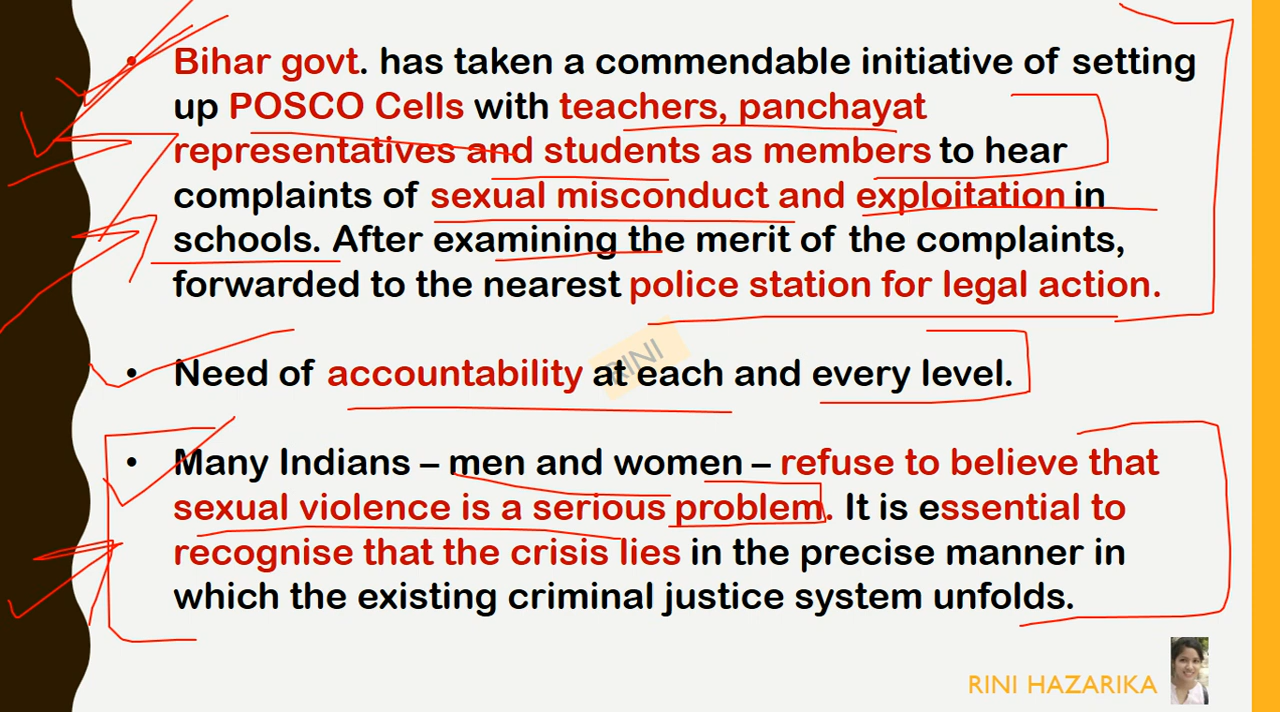 • Bihar govt. has taken a commendable initiative of setting
up POSCO Cells with teachers, panchayat
representatives and students as members to hear
complaints of sexual misconduct and exploitation in
schools. After examining the merit of the complaints,
forwarded to the nearest police station for legal action.
• Need of accountability at each and every level.
RINI
• Many Indians – men and women – refuse to believe that
sexual violence is a serious problem. It is essential to
recognise that the crisis lies in the precise manner in
which the existing criminal justice system unfolds.
RINI HAZARIKA